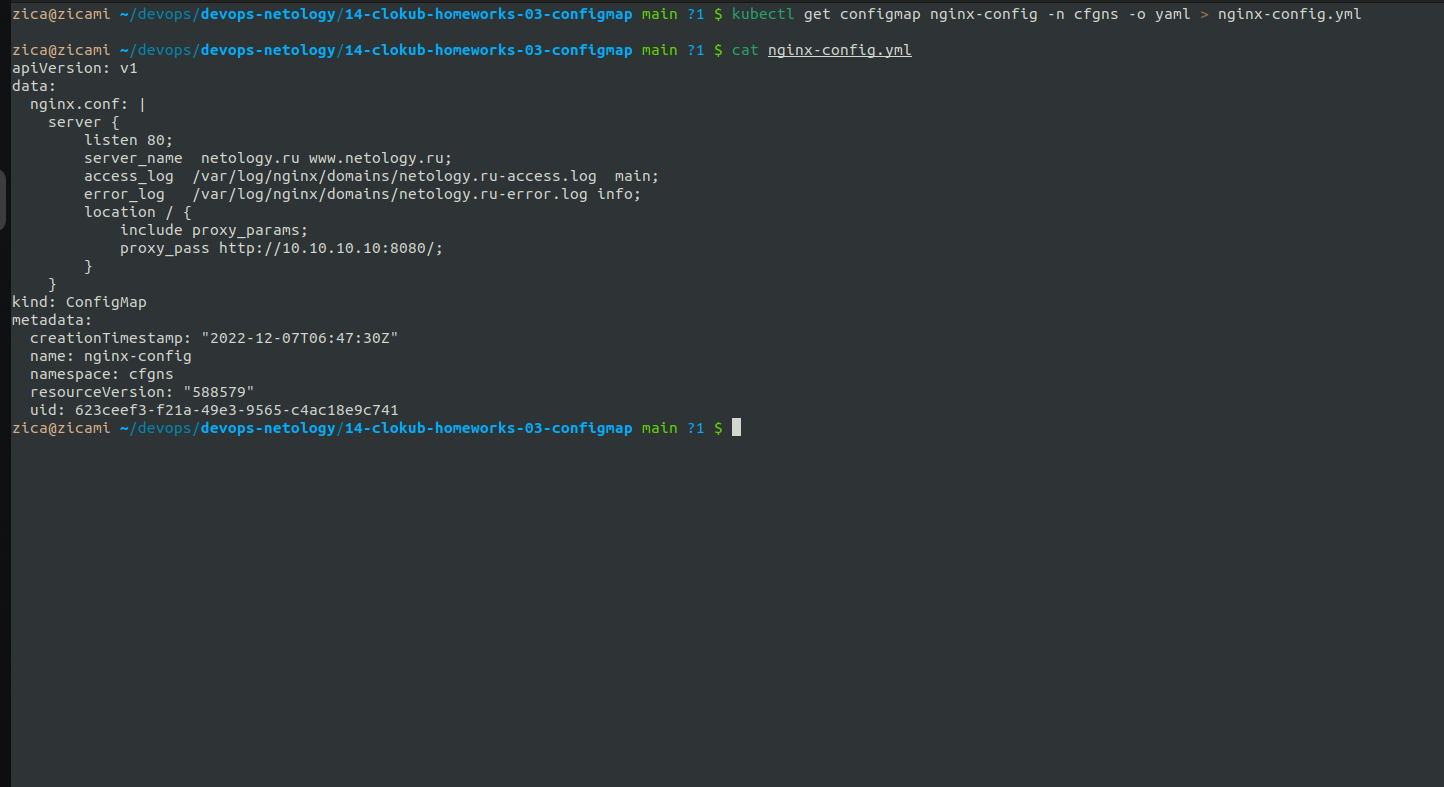 zica@zicami ~/devops/devops-netology/14-clokub-homeworks-03-configmap main ?1 $ kubectl get configmap nginx-config -n cfgns -o yaml > nginx-config.yml
zica@zicami ~/devops/devops-netology/14-clokub-homeworks-03-configmap main ?1 $ cat nginx-config.yml
apiVersion: v1
data:
  nginx.conf: |
    server {
        listen 80;
        server_name  netology.ru www.netology.ru;
        access_log  /var/log/nginx/domains/netology.ru-access.log  main;
        error_log   /var/log/nginx/domains/netology.ru-error.log info;
        location / {
            include proxy_params;
            proxy_pass http://10.10.10.10:8080/;
        }
    }
kind: ConfigMap
metadata:
  creationTimestamp: "2022-12-07T06:47:30Z"
  name: nginx-config
  namespace: cfgns
  resourceVersion: "588579"
  uid: 623ceef3-f21a-49e3-9565-c4ac18e9c741
zica@zicami ~/devops/devops-netology/14-clokub-homeworks-03-configmap main ?1 $